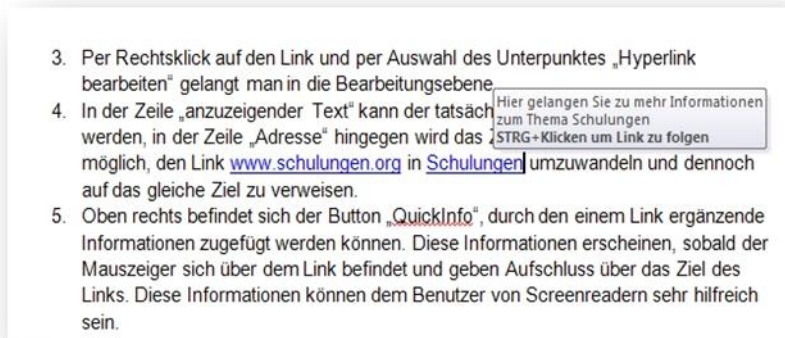 3. Per Rechtsklick auf den Link und per Auswahl des Unterpunktes „Hyperlink
bearbeiten“ gelangt man in die Bearbeitungsebene
Hier gelangen Sie zu mehr Informationen
zum Thema Schulungen
STRG+Klicken um Link zu folgen
4. In der Zeile „anzuzeigender Text“ kann der tatsäch
werden, in der Zeile „Adresse“ hingegen wird das
möglich, den Link www.schulungen.org in Schulungen umzuwandeln und dennoch
auf das gleiche Ziel zu verweisen.
5. Oben rechts befindet sich der Button „QuickInfo“, durch den einem Link ergänzende
Informationen zugefügt werden können. Diese Informationen erscheinen, sobald der
Mauszeiger sich über dem Link befindet und geben Aufschluss über das Ziel des
Links. Diese Informationen können dem Benutzer von Screenreadern sehr hilfreich
sein.